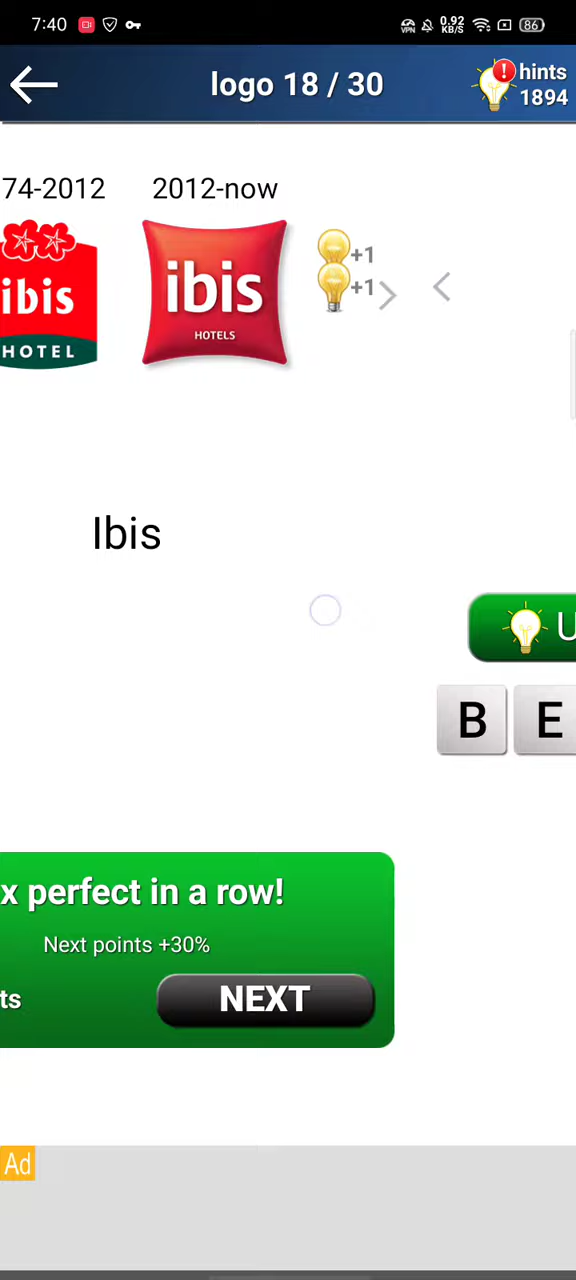 7:40 VPN 0.92 KB/S 86
logo 18 / 30
hints
1894
74-2012 2012-now
ibis
HOTEL
ibis
HOTELS
+1
+1
Ibis
U
B E
x perfect in a row!
Next points +30%
ts NEXT
Ad